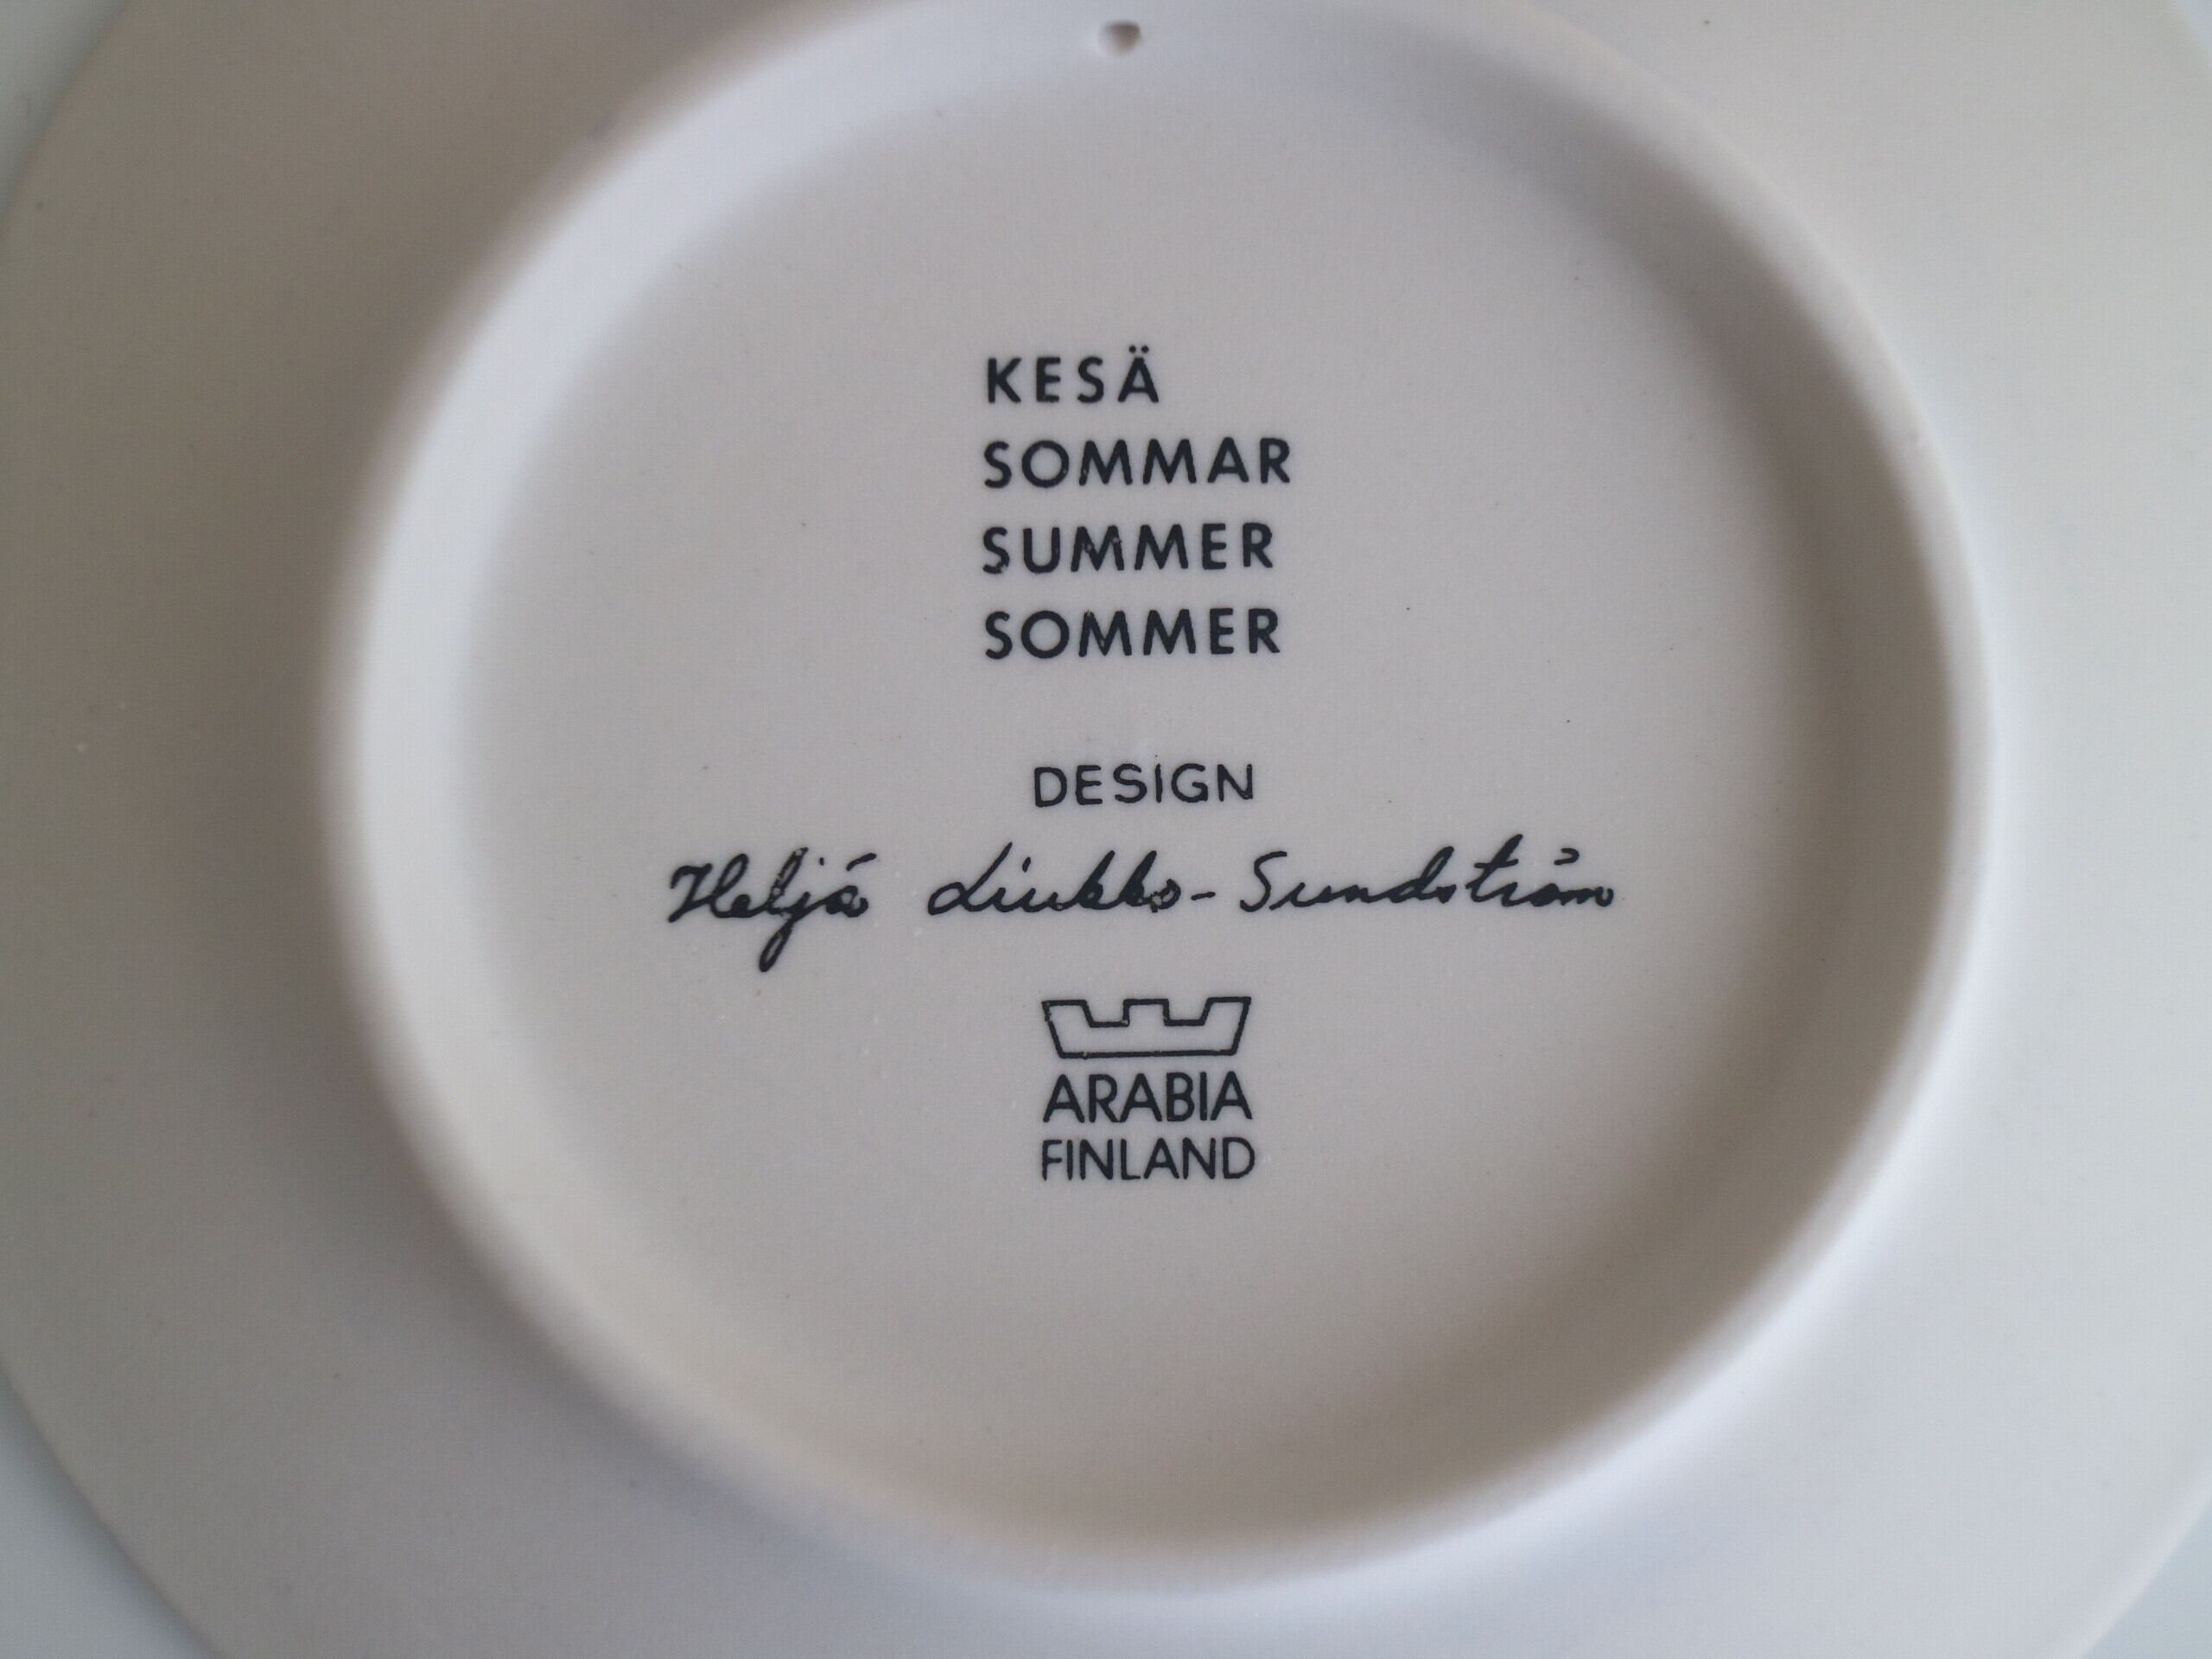 KESÄ
SOMMAR
SUMMER
SOMMER
DESIGN
Heljä Liukko-Sundström
ARABIA
FINLAND